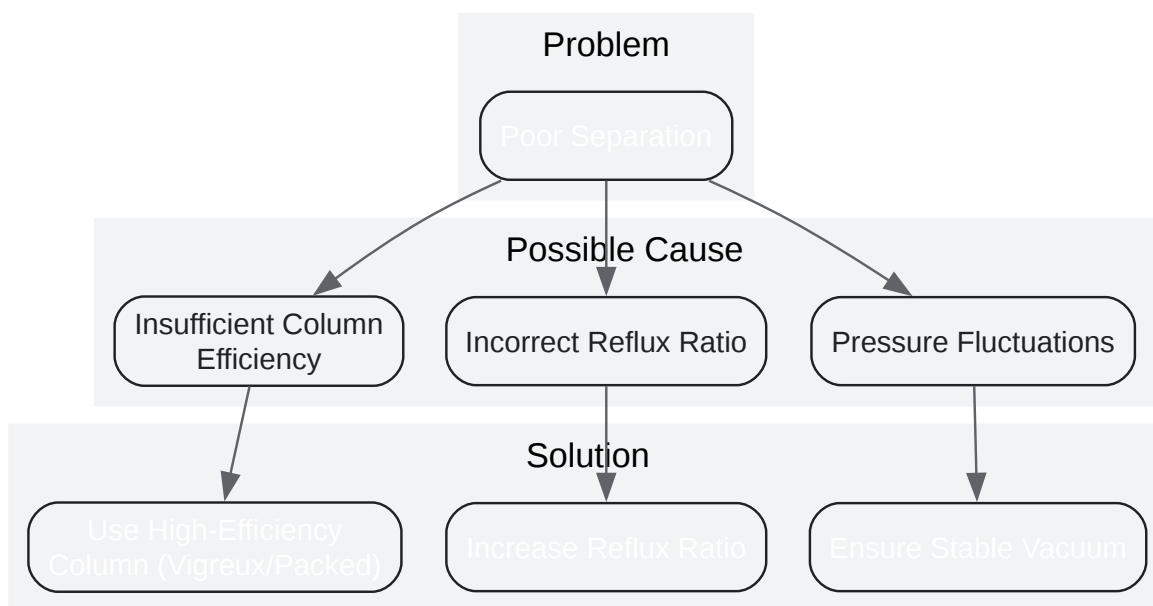 Problem
Poor Separation
Possible Cause
Insufficient Column
Efficiency
Incorrect Reflux Ratio
Pressure Fluctuations
Solution
Use High-Efficiency
Column (Vigreux/Packed)
Increase Reflux Ratio
Ensure Stable Vacuum